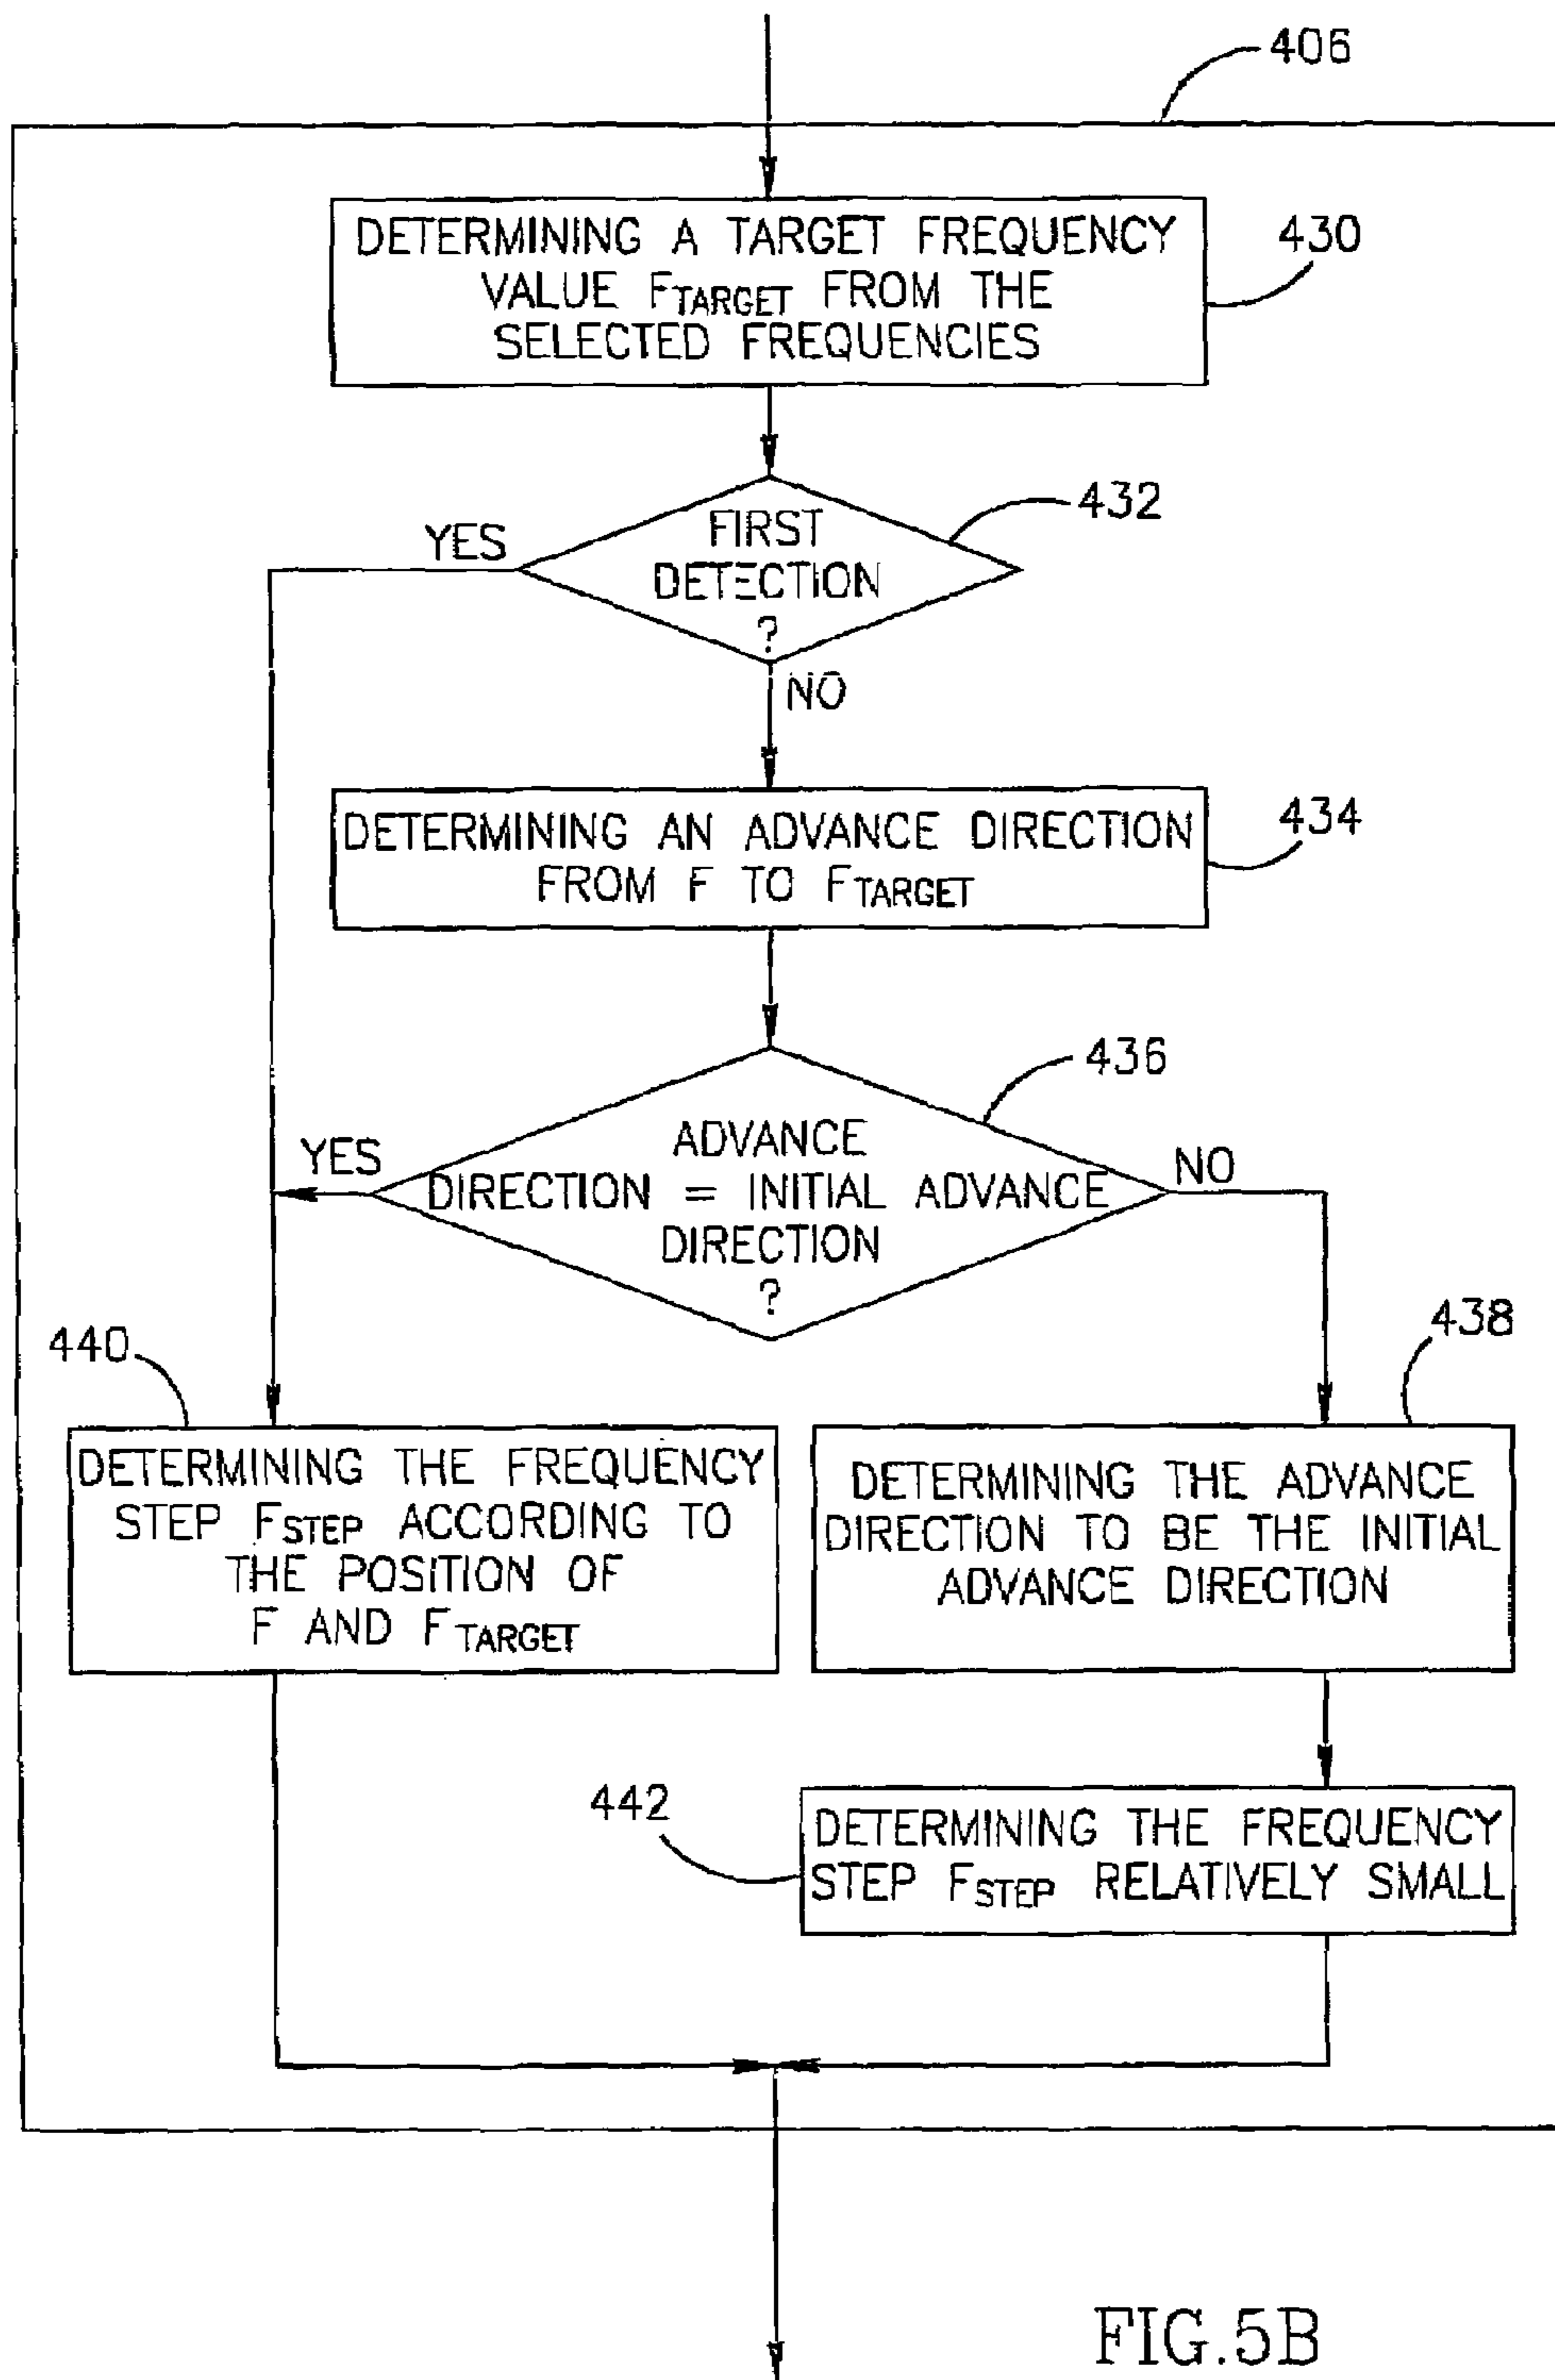 406
DETERMINING A TARGET FREQUENCY
VALUE FTARGET FROM THE
SELECTED FREQUENCIES
430
FIRST
DETECTION
?
432
YES
NO
DETERMINING AN ADVANCE DIRECTION
FROM F TO FTARGET
434
436
ADVANCE
DIRECTION = INITIAL ADVANCE
DIRECTION
?
YES
NO
440
DETERMINING THE FREQUENCY
STEP FSTEP ACCORDING TO
THE POSITION OF
F AND FTARGET
438
DETERMINING THE ADVANCE
DIRECTION TO BE THE INITIAL
ADVANCE DIRECTION
442
DETERMINING THE FREQUENCY
STEP FSTEP RELATIVELY SMALL
FIG.5B